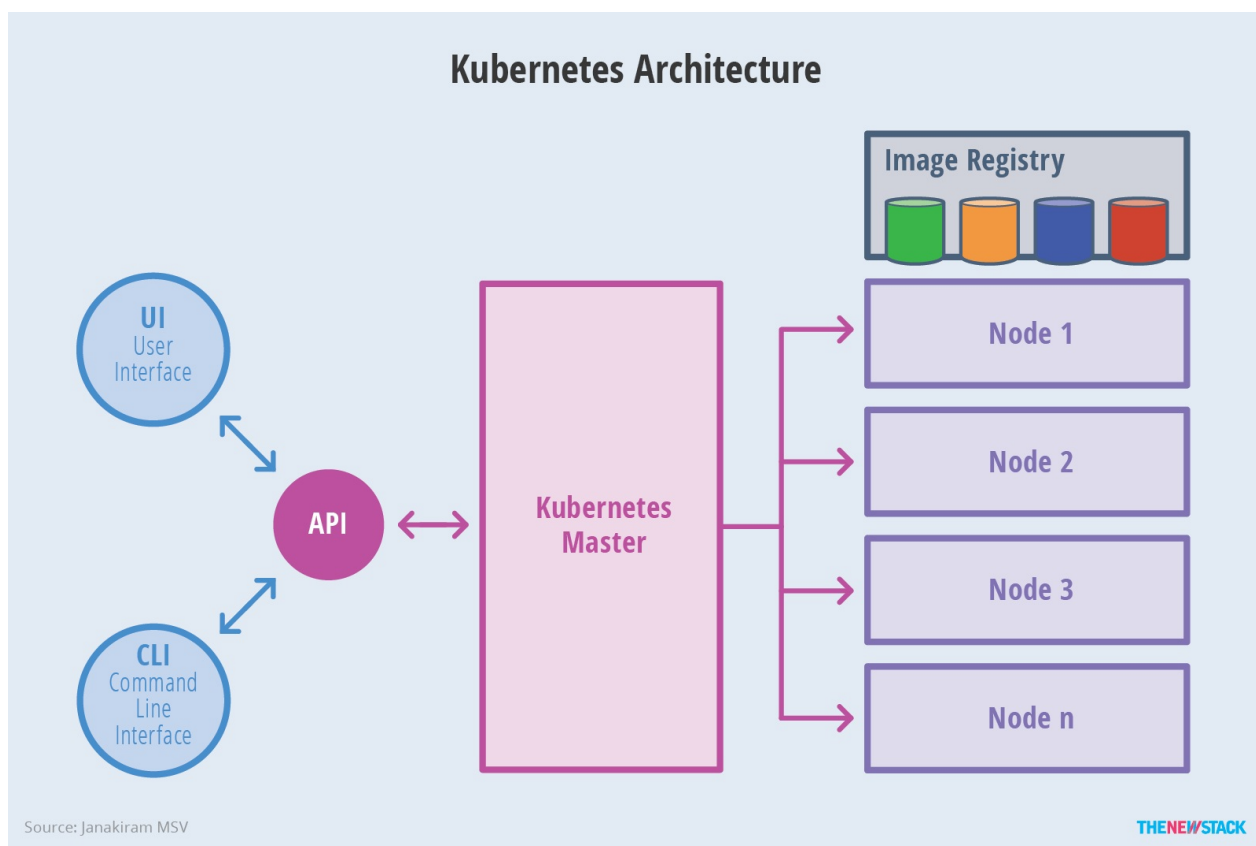 Kubernetes Architecture
Image Registry
UI
User
Interface
API
CLI
Command
Line
Interface
Kubernetes
Master
Node 1
Node 2
Node 3
Node n
Source: Janakiram MSV
THENEWSTACK